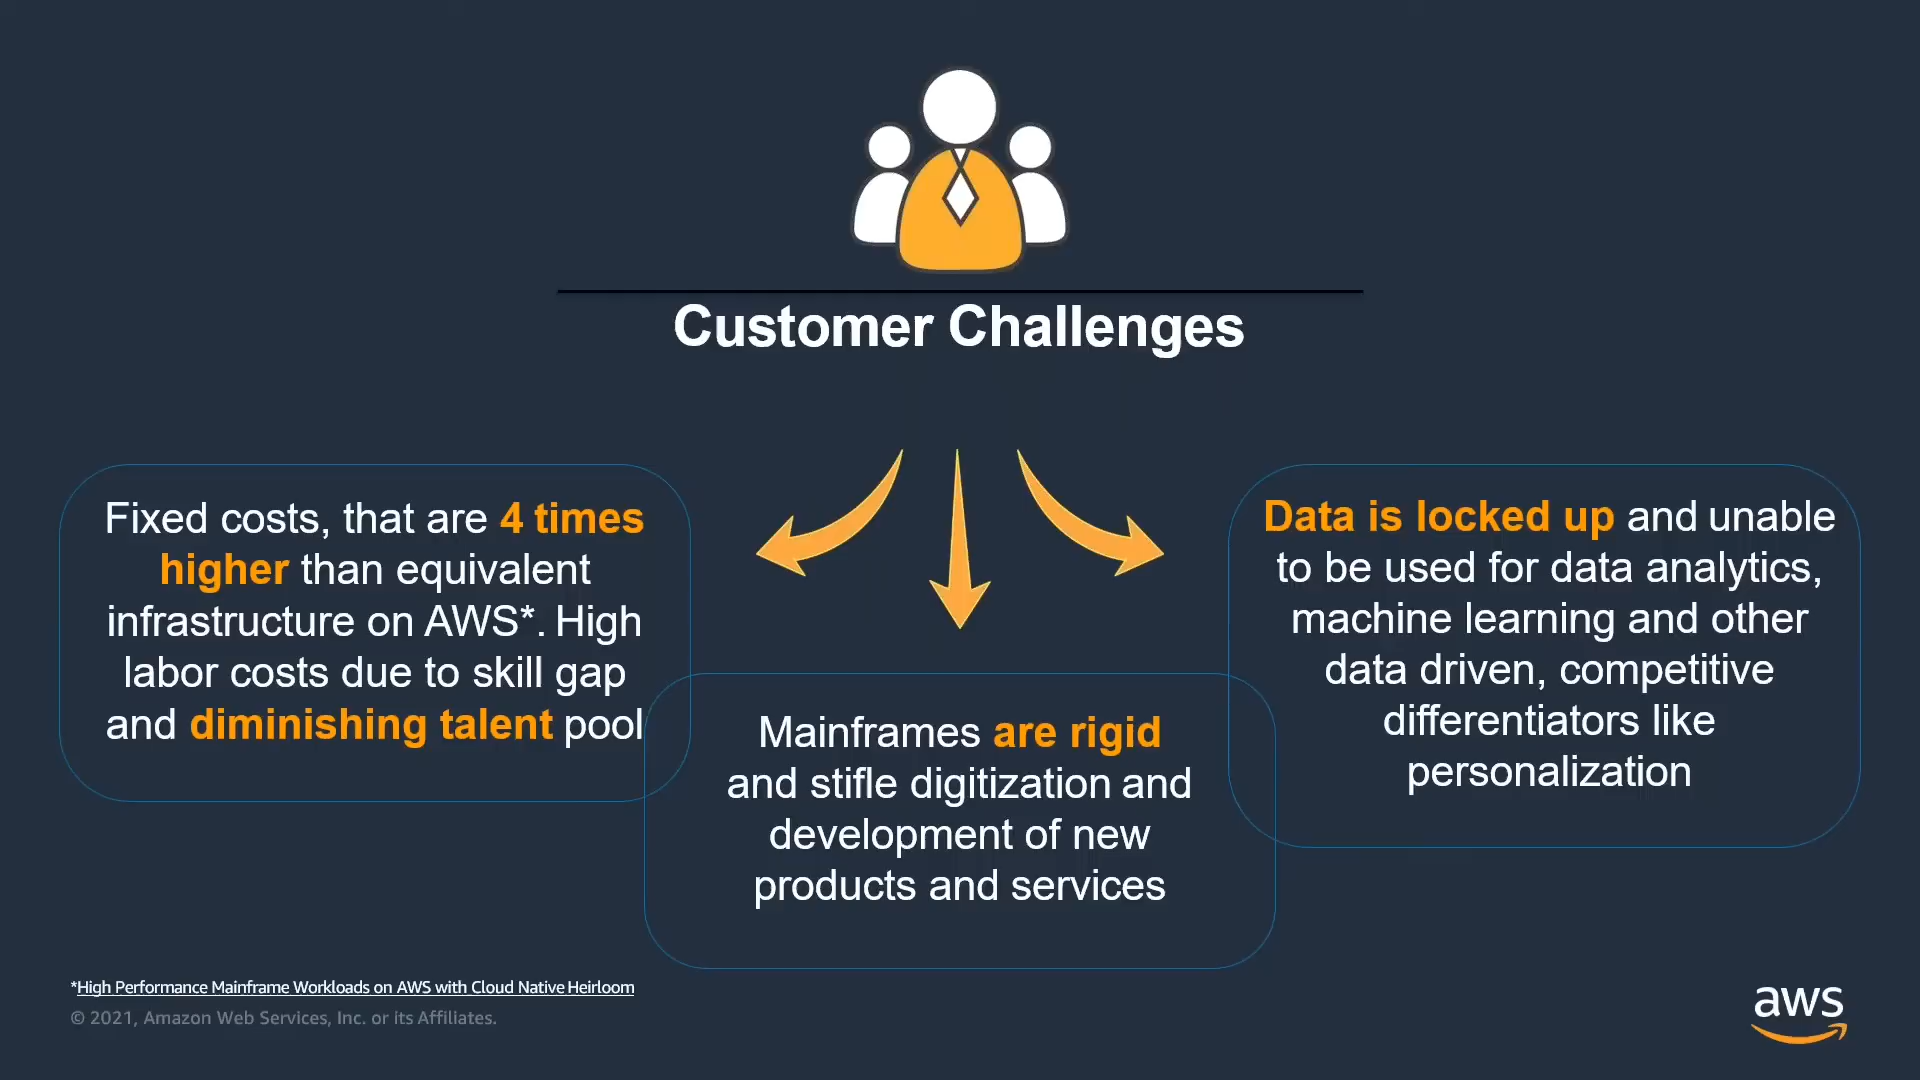 Customer Challenges
Fixed costs, that are 4 times
higher than equivalent
infrastructure on AWS*. High
labor costs due to skill gap
and diminishing talent pool
Mainframes are rigid
and stifle digitization and
development of new
products and services
Data is locked up and unable
to be used for data analytics,
machine learning and other
data driven, competitive
differentiators like
personalization
*High Performance Mainframe Workloads on AWS with Cloud Native Heirloom
© 2021, Amazon Web Services, Inc. or its Affiliates.
aws